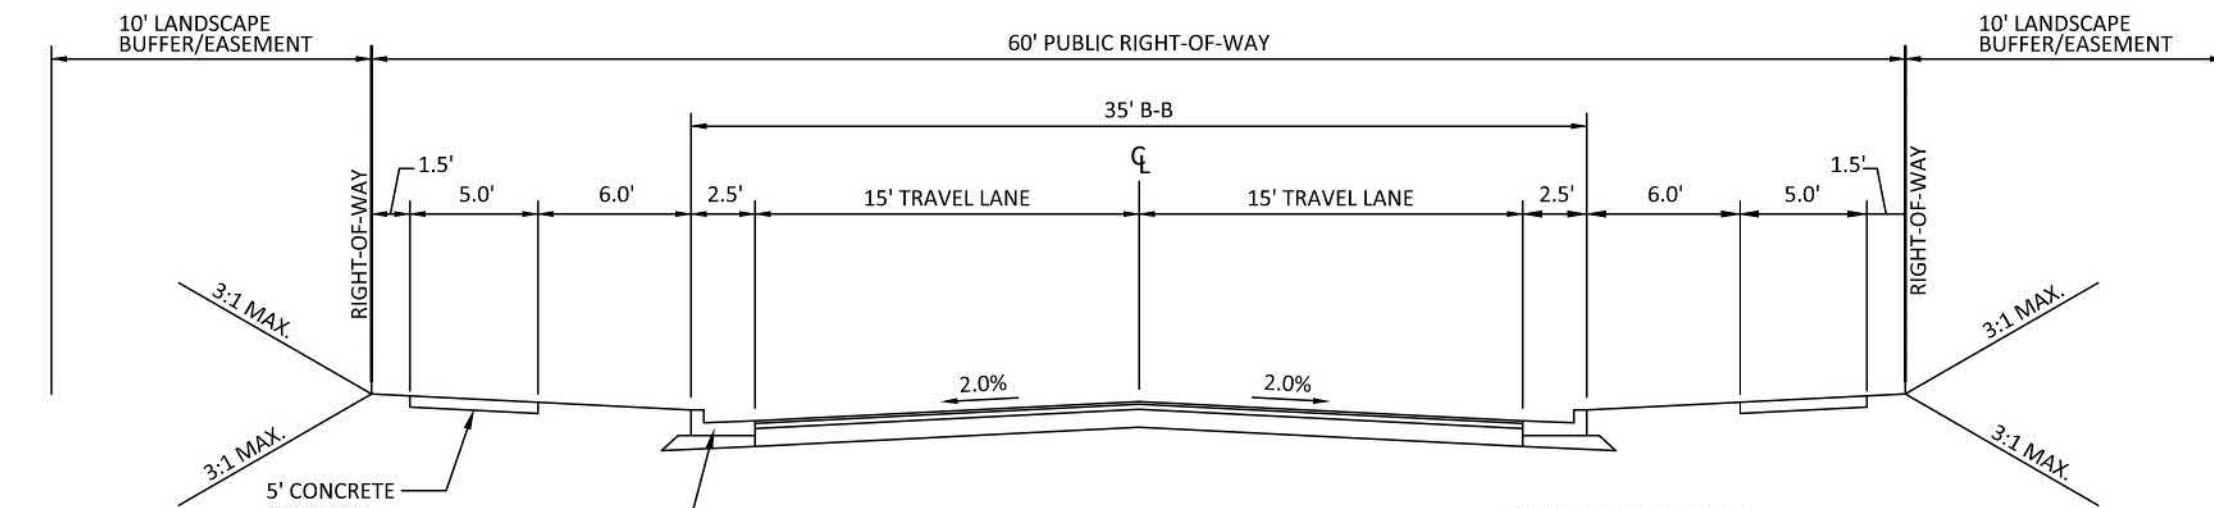 10' LANDSCAPE
BUFFER/EASEMENT
60' PUBLIC RIGHT-OF-WAY
10' LANDSCAPE
BUFFER/EASEMENT
35' B-B
CL
1.5'
1.5'
5.0'
6.0'
2.5'
15' TRAVEL LANE
15' TRAVEL LANE
2.5'
6.0'
5.0'
RIGHT-OF-WAY
RIGHT-OF-WAY
3:1 MAX.
3:1 MAX.
2.0%
2.0%
3:1 MAX.
3:1 MAX.
5' CONCRETE